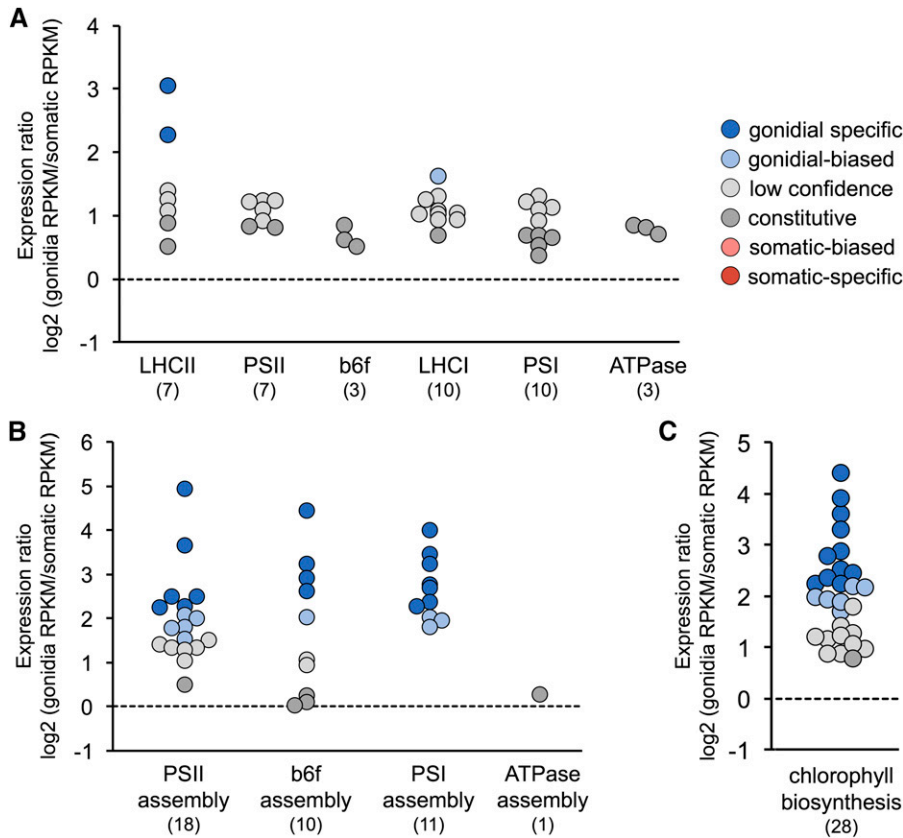 A
Expression ratio
log2 (gonidia RPKM/somatic RPKM)
4
3
2
1
0
-1
LHCII
(7)
PSII
(7)
b6f
(3)
LHCI
(10)
PSI
(10)
ATPase
(3)
gonidial specific
gonidial-biased
low confidence
constitutive
somatic-biased
somatic-specific
B
Expression ratio
log2 (gonidia RPKM/somatic RPKM)
6
5
4
3
2
1
0
-1
PSII
assembly
(18)
b6f
assembly
(10)
PSI
assembly
(11)
ATPase
assembly
(1)
C
Expression ratio
log2 (gonidia RPKM/somatic RPKM)
5
4
3
2
1
0
-1
chlorophyll
biosynthesis
(28)